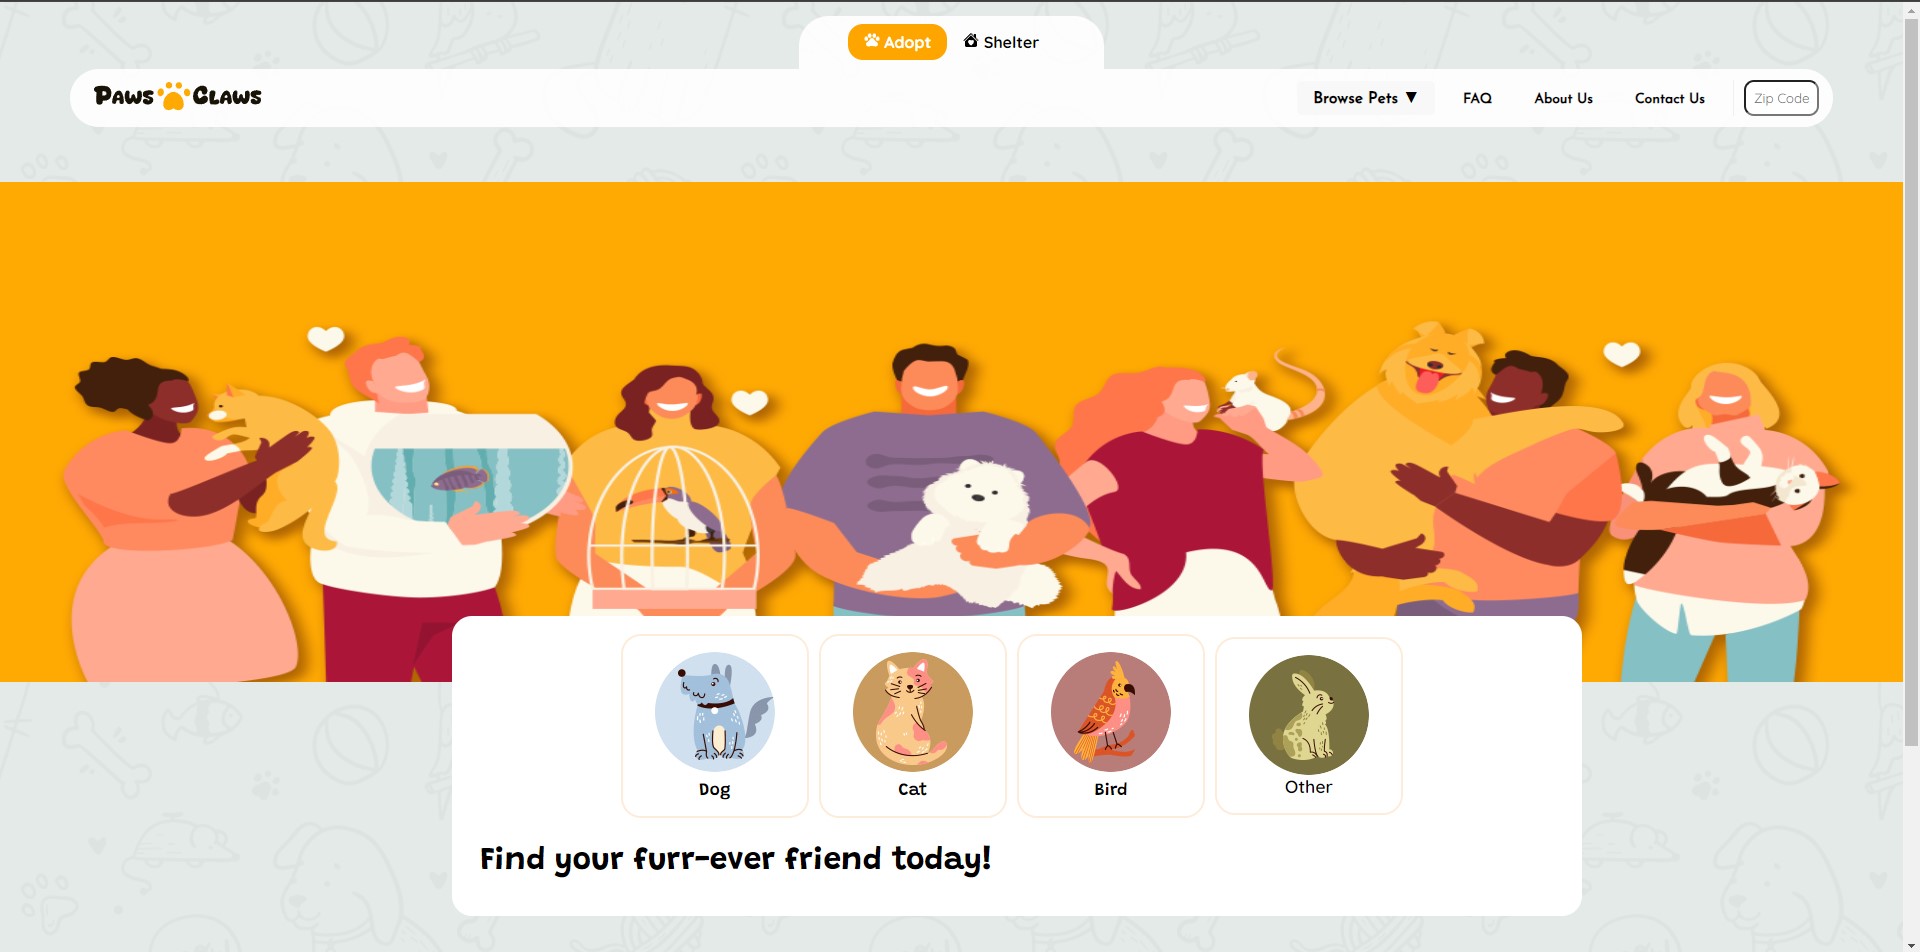 Adopt Shelter
Paws Claws
Browse Pets ▼ FAQ About Us Contact Us Zip Code
Dog Cat Bird Other
Find your furr-ever friend today!